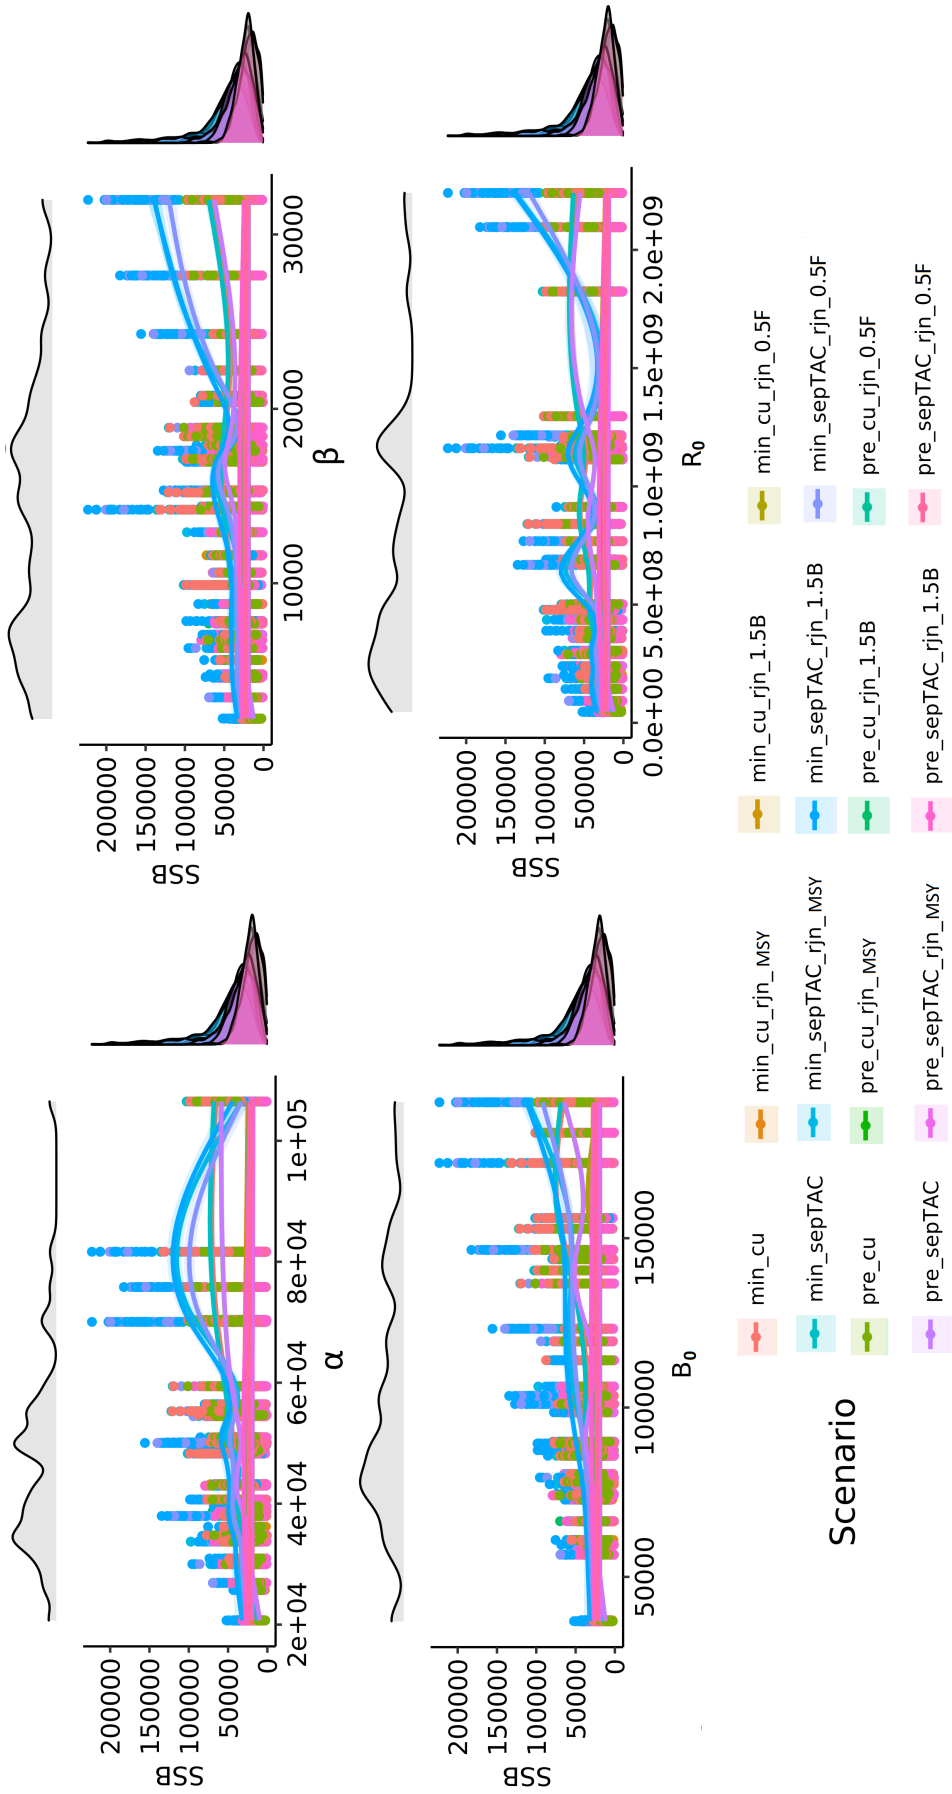 SSB
200000
150000
100000
50000
0
2e+04 4e+04 6e+04 8e+04 1e+05
α
SSB
200000
150000
100000
50000
0
10000 20000 30000
β
SSB
200000
150000
100000
50000
0
50000 100000 150000
B₀
SSB
200000
150000
100000
50000
0
0.0e+00 5.0e+08 1.0e+09 1.5e+09 2.0e+09
R₀
Scenario
min_cu min_cu_rjn_MSY min_cu_rjn_1.5B min_cu_rjn_0.5F
min_sepTAC min_sepTAC_rjn_MSY min_sepTAC_rjn_1.5B min_sepTAC_rjn_0.5F
pre_cu pre_cu_rjn_MSY pre_cu_rjn_1.5B pre_cu_rjn_0.5F
pre_sepTAC pre_sepTAC_rjn_MSY pre_sepTAC_rjn_1.5B pre_sepTAC_rjn_0.5F